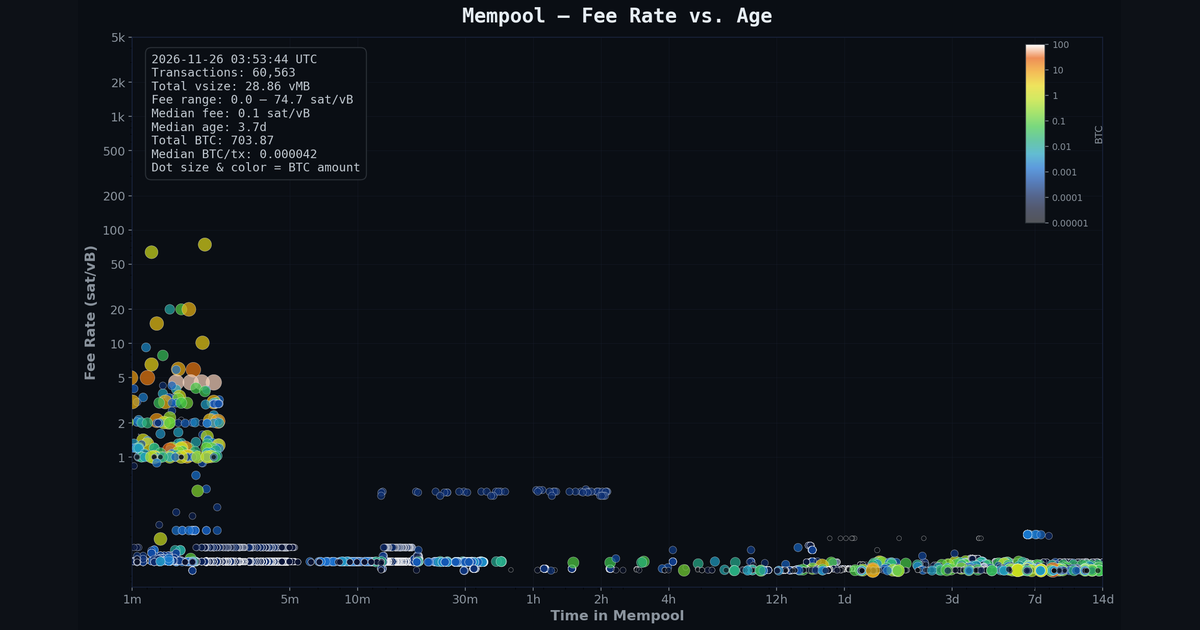 Mempool — Fee Rate vs. Age
2026-11-26 03:53:44 UTC
Transactions: 60,563
Total vsize: 28.86 vMB
Fee range: 0.0 — 74.7 sat/vB
Median fee: 0.1 sat/vB
Median age: 3.7d
Total BTC: 703.87
Median BTC/tx: 0.000042
Dot size & color = BTC amount
Fee Rate (sat/vB)
5k
2k
1k
500
200
100
50
20
10
5
2
1
100
10
1
0.1
0.01
0.001
0.0001
0.00001
BTC
1m 5m 10m 30m 1h 2h 4h 12h 1d 3d 7d 14d
Time in Mempool